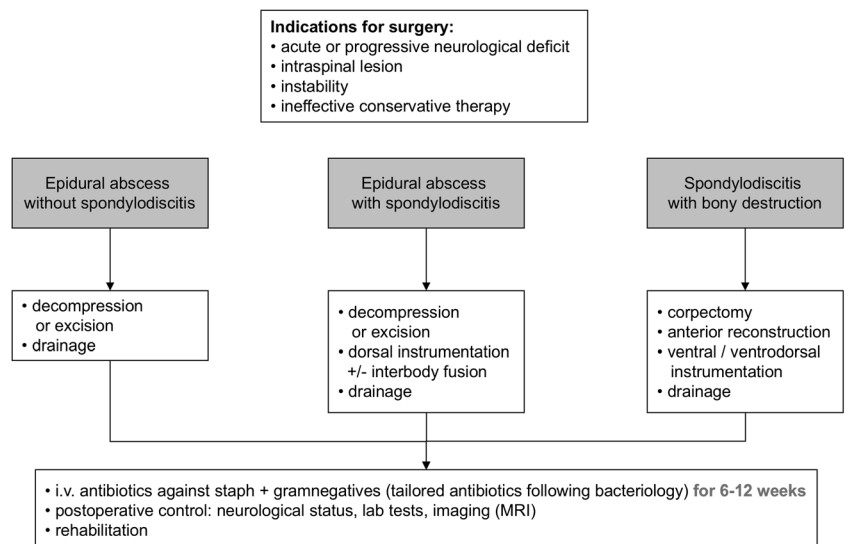 Indications for surgery:
• acute or progressive neurological deficit
• intraspinal lesion
• instability
• ineffective conservative therapy
Epidural abscess
without spondylodiscitis
Epidural abscess
with spondylodiscitis
Spondylodiscitis
with bony destruction
• decompression
or excision
• drainage
• decompression
or excision
• dorsal instrumentation
+/- interbody fusion
• drainage
• corpectomy
• anterior reconstruction
• ventral / ventrodorsal
instrumentation
• drainage
• i.v. antibiotics against staph + gramnegatives (tailored antibiotics following bacteriology) for 6-12 weeks
• postoperative control: neurological status, lab tests, imaging (MRI)
• rehabilitation